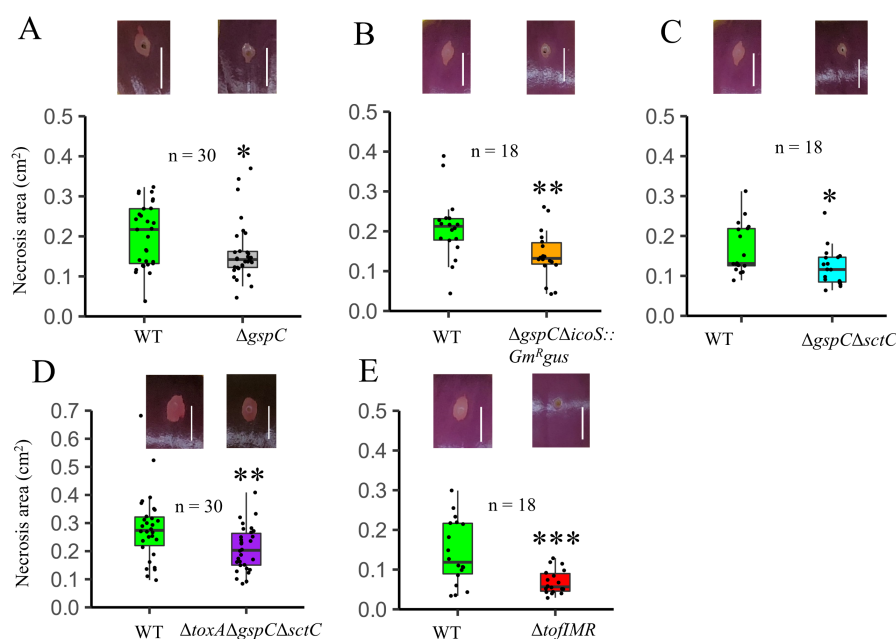 A
B
C
Necrosis area (cm²)
0.5
0.4
0.3
0.2
0.1
0.0
n = 30
*
WT
ΔgspC
0.5
0.4
0.3
0.2
0.1
0.0
n = 18
**
WT
ΔgspCΔicoS::
Gmᴿgus
0.5
0.4
0.3
0.2
0.1
0.0
n = 18
*
WT
ΔgspCΔsctC
D
E
Necrosis area (cm²)
0.7
0.6
0.5
0.4
0.3
0.2
0.1
0.0
n = 30
**
WT
ΔtoxAΔgspCΔsctC
0.5
0.4
0.3
0.2
0.1
0.0
n = 18
***
WT
ΔtofIMR